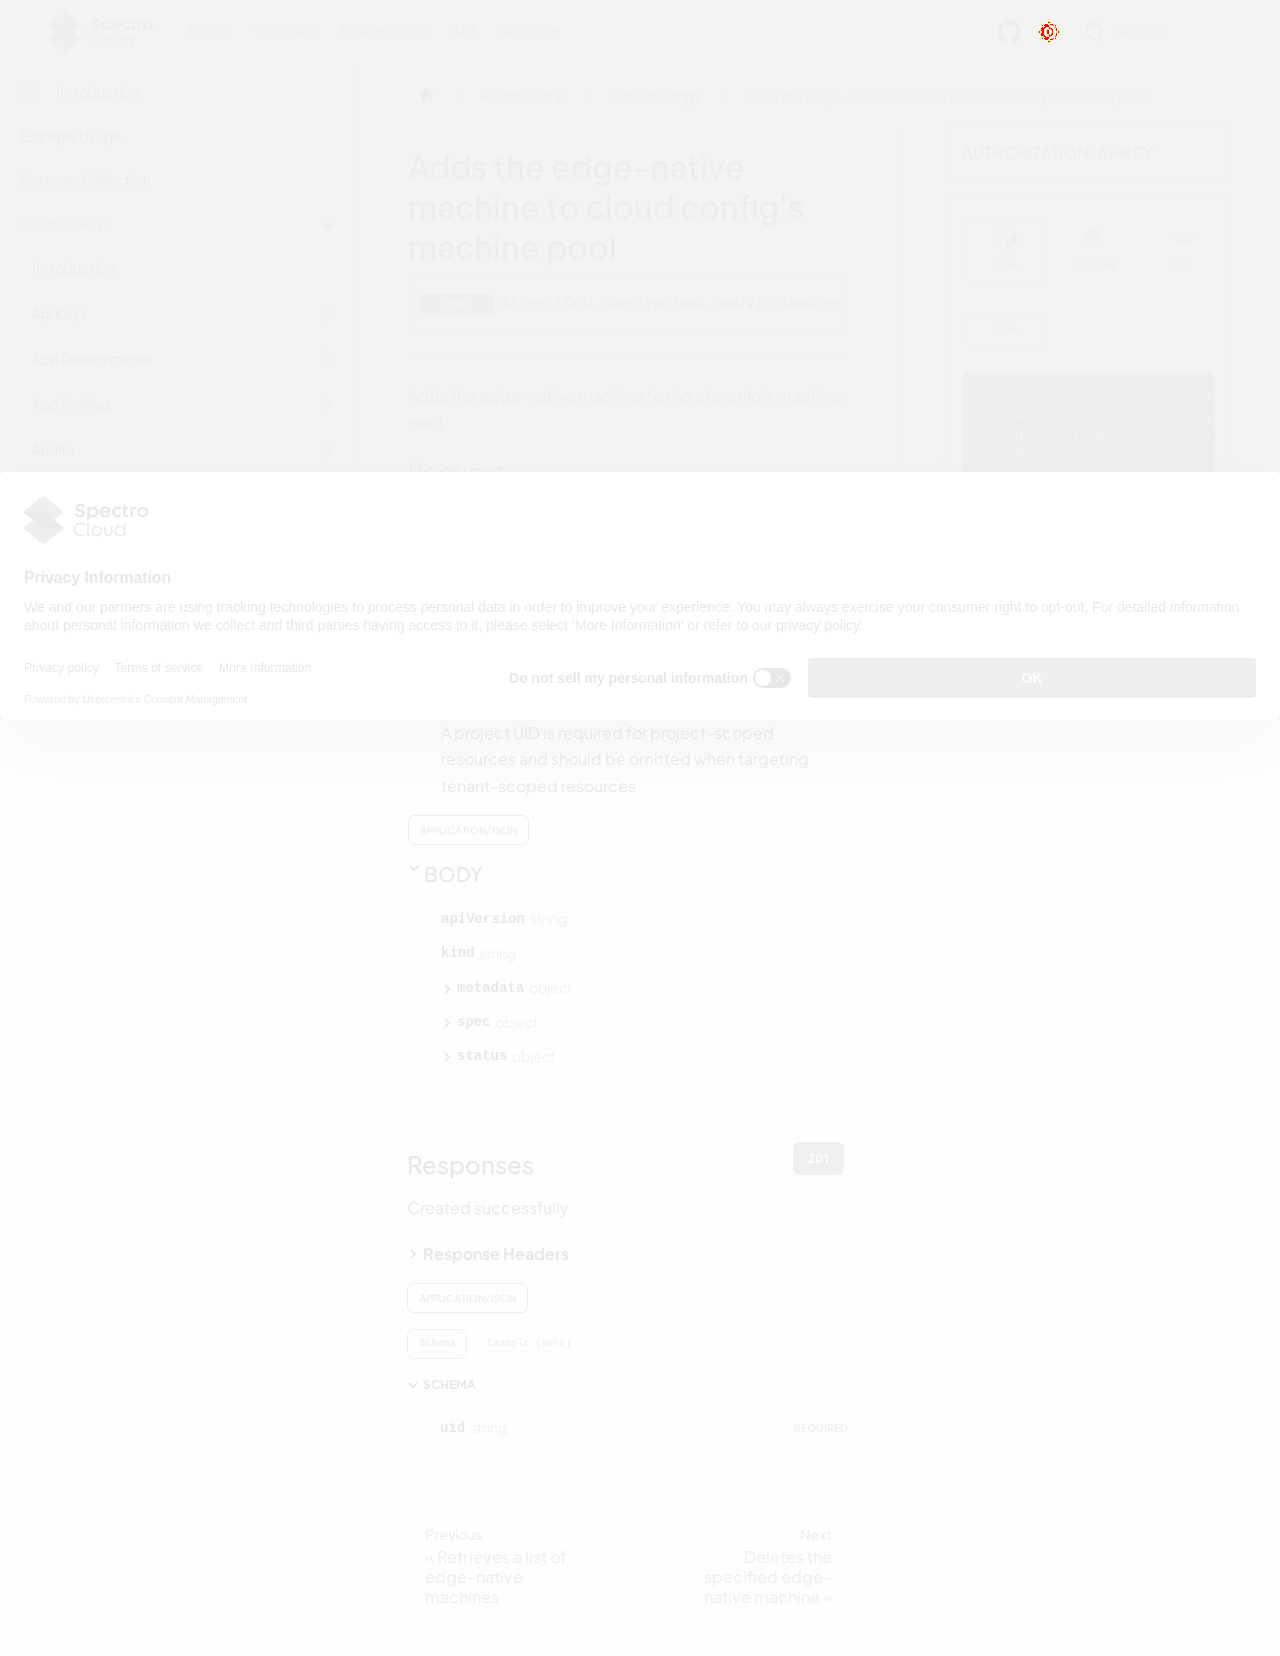 Spectro
Cloud
Docs Tutorials Downloads API latest
Search
Introduction
Example Usage
Postman Collection
Palette API V1
Introduction
Api Keys
App Deployments
App Profiles
Audits
Palette API V1
Cloudconfigs
Adds the edge-native machine to cloud config's machine pool
Adds the edge-native
machine to cloud config's
machine pool
POST https://api.spectrocloud.com/v1/cloudconf
Adds the edge-native machine to cloud config's machine
pool
Request
AUTHORIZATION: APIKEY
CURL PYTHON GO
CURL
Spectro
Cloud
Privacy Information
We and our partners are using tracking technologies to process personal data in order to improve your experience. You may always exercise your consumer right to opt-out. For detailed information
about personal information we collect and third parties having access to it, please select 'More Information' or refer to our privacy policy.
Privacy policy Terms of service More Information
Powered by Usercentrics Consent Management
Do not sell my personal information
OK
A project UID is required for project-scoped
resources and should be omitted when targeting
tenant-scoped resources
APPLICATION/JSON
BODY
apiVersion string
kind string
metadata object
spec object
status object
Responses
201
Created successfully
Response Headers
APPLICATION/JSON
Schema Example (auto)
SCHEMA
uid string REQUIRED
Previous
« Retrieves a list of
edge-native
machines
Next
Deletes the
specified edge-
native machine »